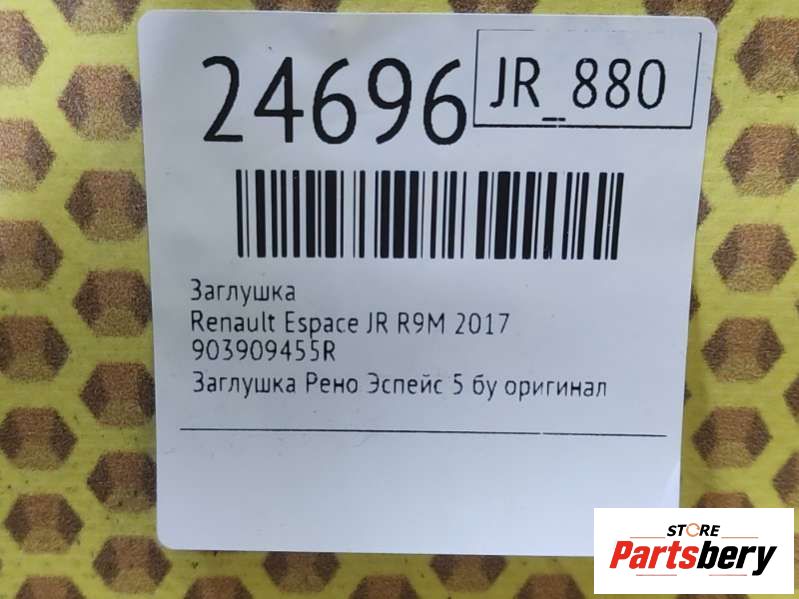 24696
JR_880
Заглушка
Renault Espace JR R9M 2017
903909455R
Заглушка Рено Эспейс 5 бу оригинал
STORE
Partsbery